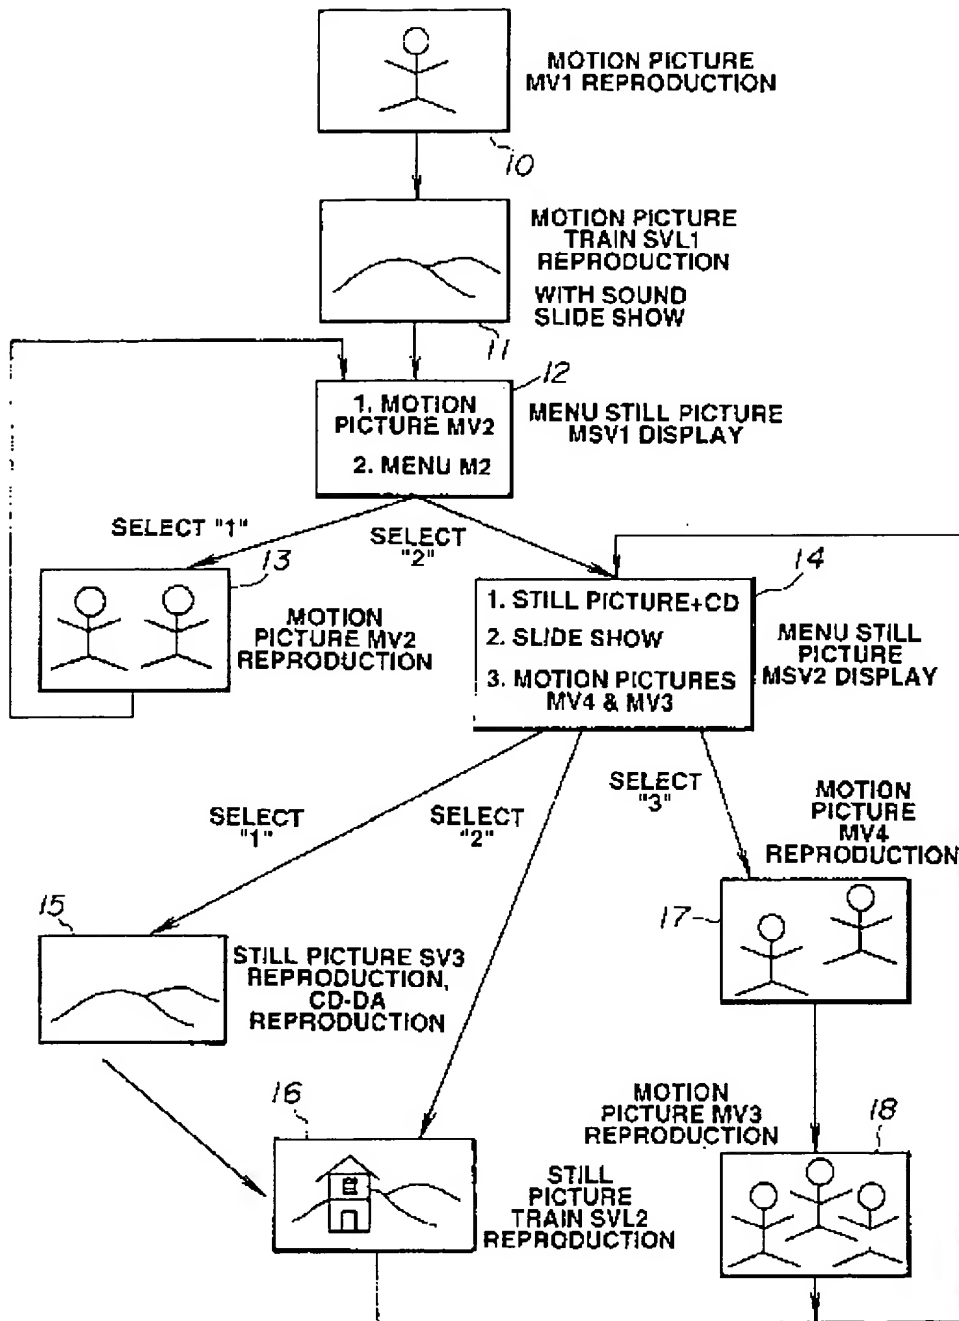 MOTION PICTURE
MV1 REPRODUCTION
10
MOTION PICTURE
TRAIN SVL1
REPRODUCTION
WITH SOUND
SLIDE SHOW
11
12
1. MOTION
PICTURE MV2
2. MENU M2
MENU STILL PICTURE
MSV1 DISPLAY
SELECT "1"
SELECT
"2"
13
MOTION
PICTURE MV2
REPRODUCTION
14
1. STILL PICTURE+CD
2. SLIDE SHOW
3. MOTION PICTURES
MV4 & MV3
MENU STILL
PICTURE
MSV2 DISPLAY
SELECT
"1"
SELECT
"2"
SELECT
"3"
MOTION
PICTURE
MV4
REPRODUCTION
15
STILL PICTURE SV3
REPRODUCTION,
CD-DA
REPRODUCTION
17
16
STILL
PICTURE
TRAIN SVL2
REPRODUCTION
MOTION
PICTURE MV3
REPRODUCTION
18